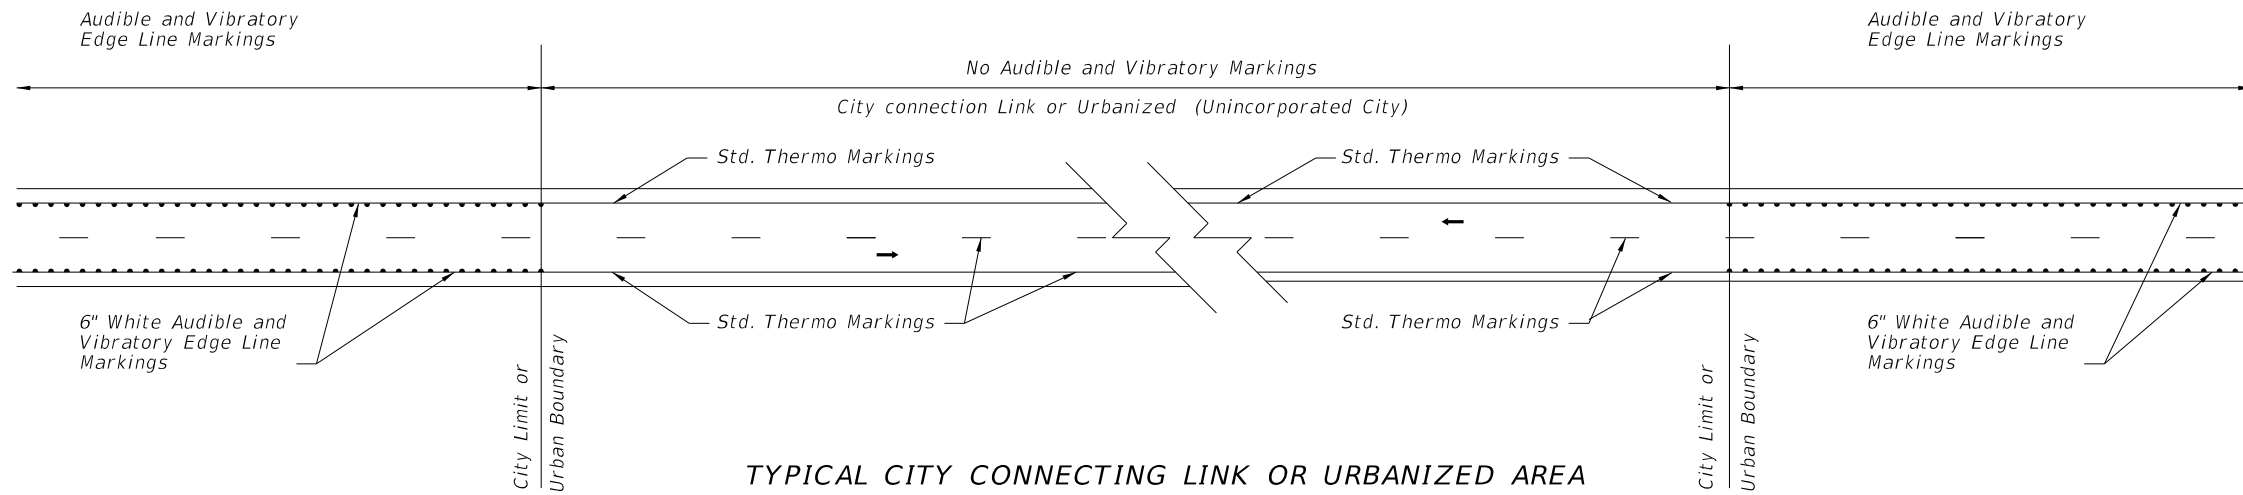 Audible and Vibratory
Edge Line Markings
Audible and Vibratory
Edge Line Markings
No Audible and Vibratory Markings
City connection Link or Urbanized (Unincorporated City)
Std. Thermo Markings
Std. Thermo Markings
6" White Audible and
Vibratory Edge Line
Markings
Std. Thermo Markings
Std. Thermo Markings
6" White Audible and
Vibratory Edge Line
Markings
City Limit or
Urban Boundary
City Limit or
Urban Boundary
TYPICAL CITY CONNECTING LINK OR URBANIZED AREA